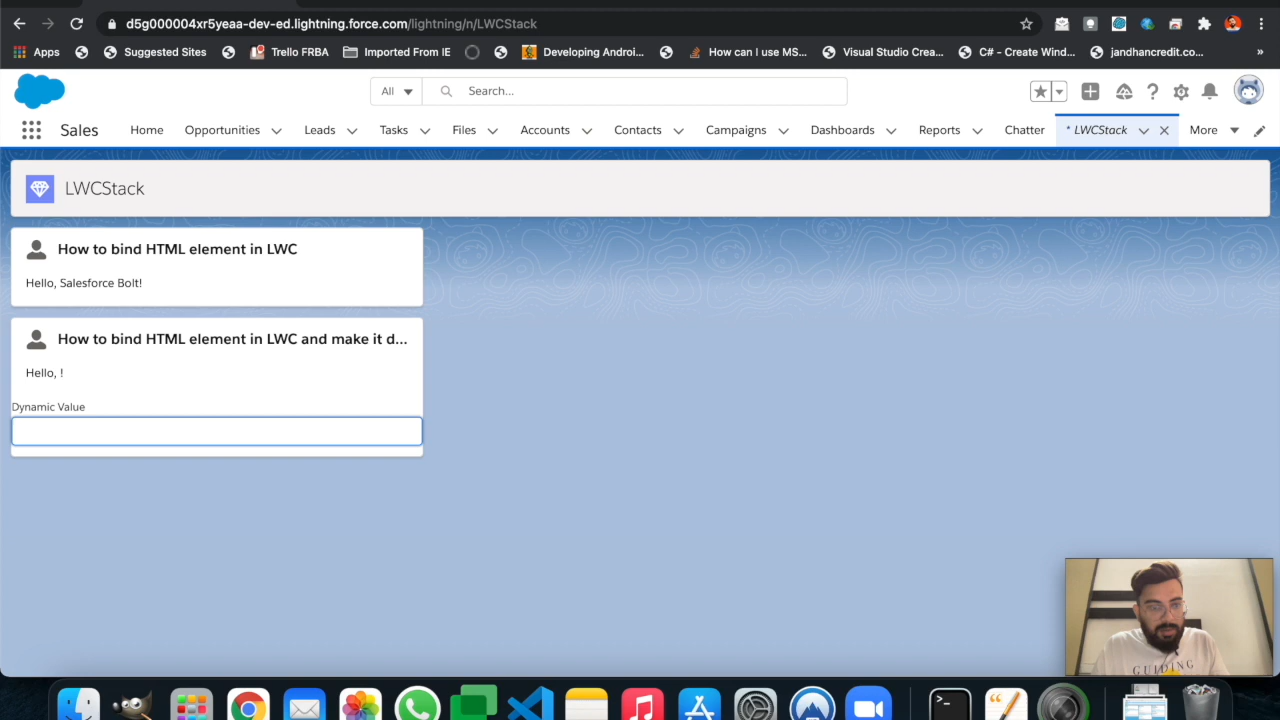 d5g000004xr5yeaa-dev-ed.lightning.force.com/lightning/n/LWCStack
Apps Suggested Sites Trello FRBA Imported From IE Developing Androi... How can I use MS... Visual Studio Crea... C# - Create Wind... jandhancredit.co... »
All Search...
Sales Home Opportunities Leads Tasks Files Accounts Contacts Campaigns Dashboards Reports Chatter * LWCStack More
LWCStack
How to bind HTML element in LWC
Hello, Salesforce Bolt!
How to bind HTML element in LWC and make it d...
Hello, !
Dynamic Value
GUIDING